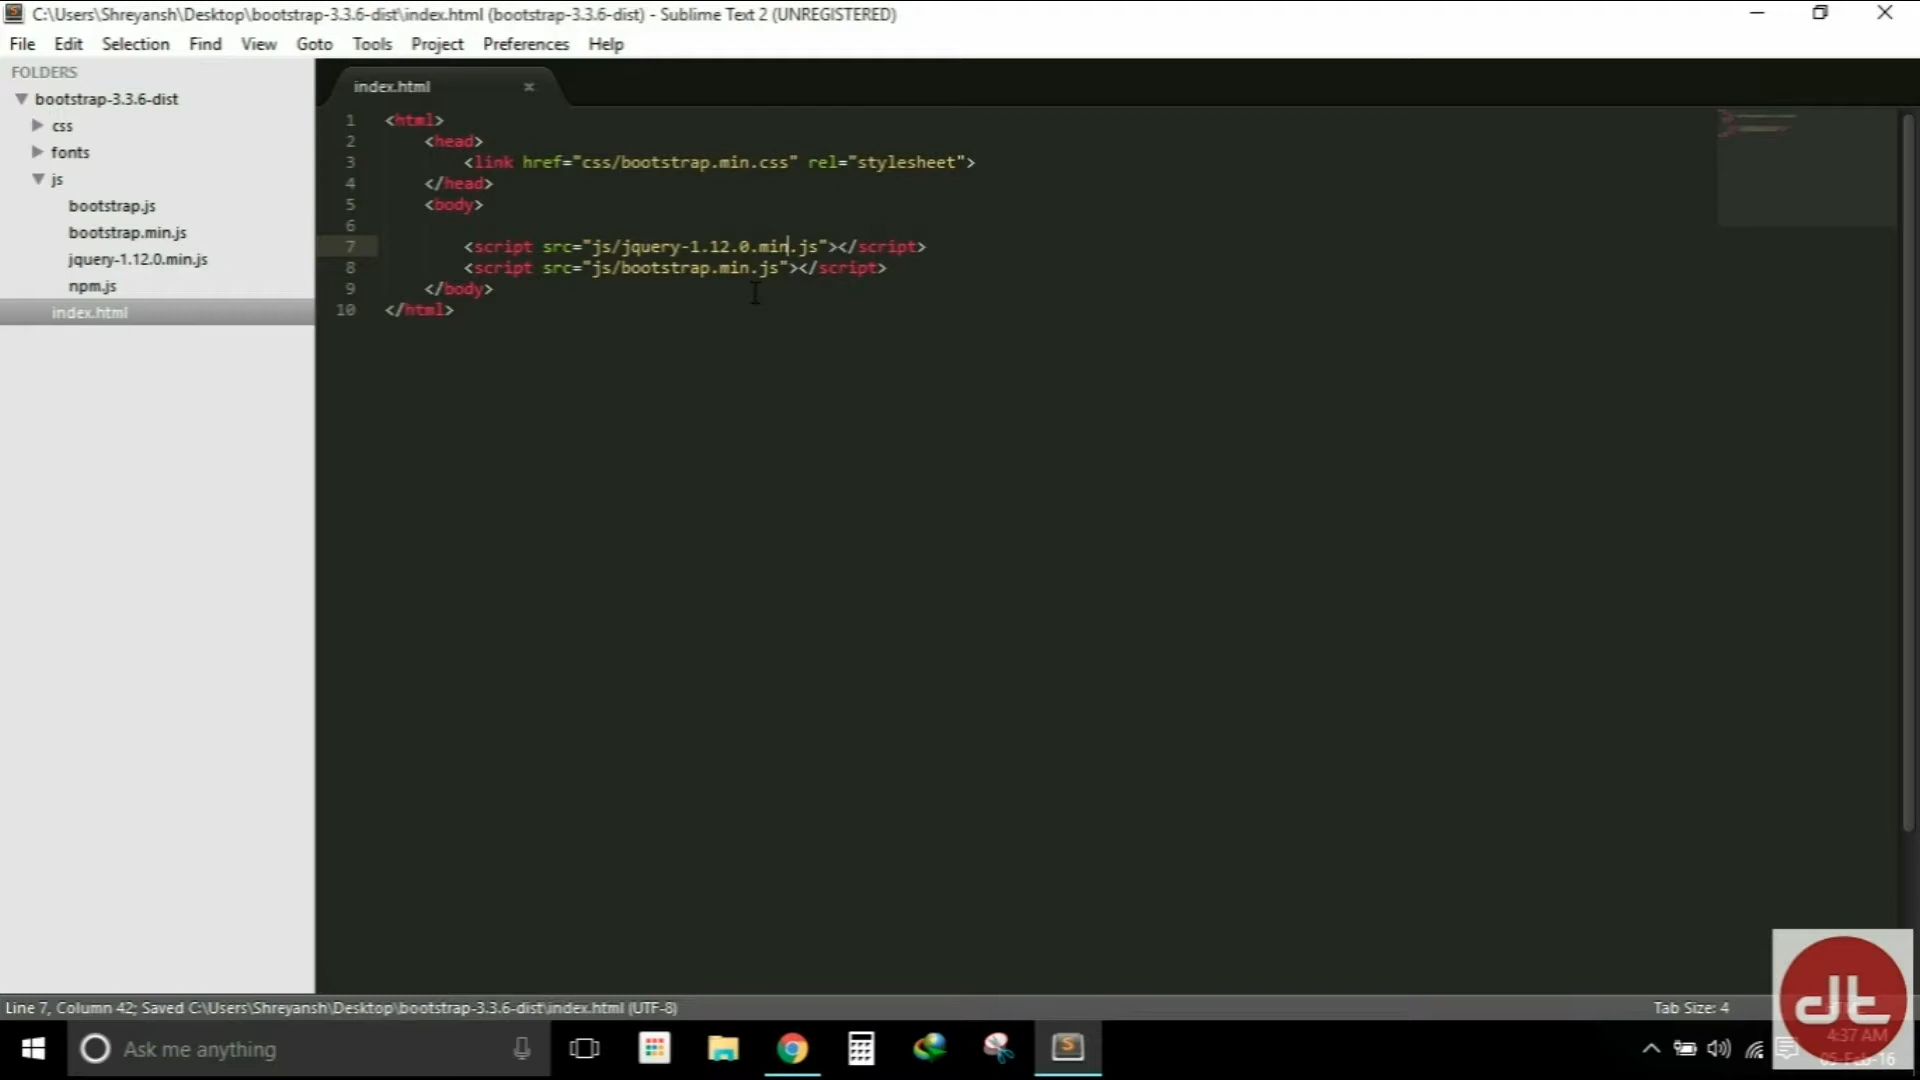 C:\Users\Shreyansh\Desktop\bootstrap-3.3.6-dist\index.html (bootstrap-3.3.6-dist) - Sublime Text 2 (UNREGISTERED)
File Edit Selection Find View Goto Tools Project Preferences Help
FOLDERS
bootstrap-3.3.6-dist
css
fonts
js
bootstrap.js
bootstrap.min.js
jquery-1.12.0.min.js
npm.js
index.html
index.html
1 <html>
2 <head>
3 <link href="css/bootstrap.min.css" rel="stylesheet">
4 </head>
5 <body>
6
7 <script src="js/jquery-1.12.0.min.js"></script>
8 <script src="js/bootstrap.min.js"></script>
9 </body>
10 </html>
Line 7, Column 42; Saved C:\Users\Shreyansh\Desktop\bootstrap-3.3.6-dist\index.html (UTF-8)
Tab Size: 4
dt
Ask me anything
4:37 AM
05-Feb-16